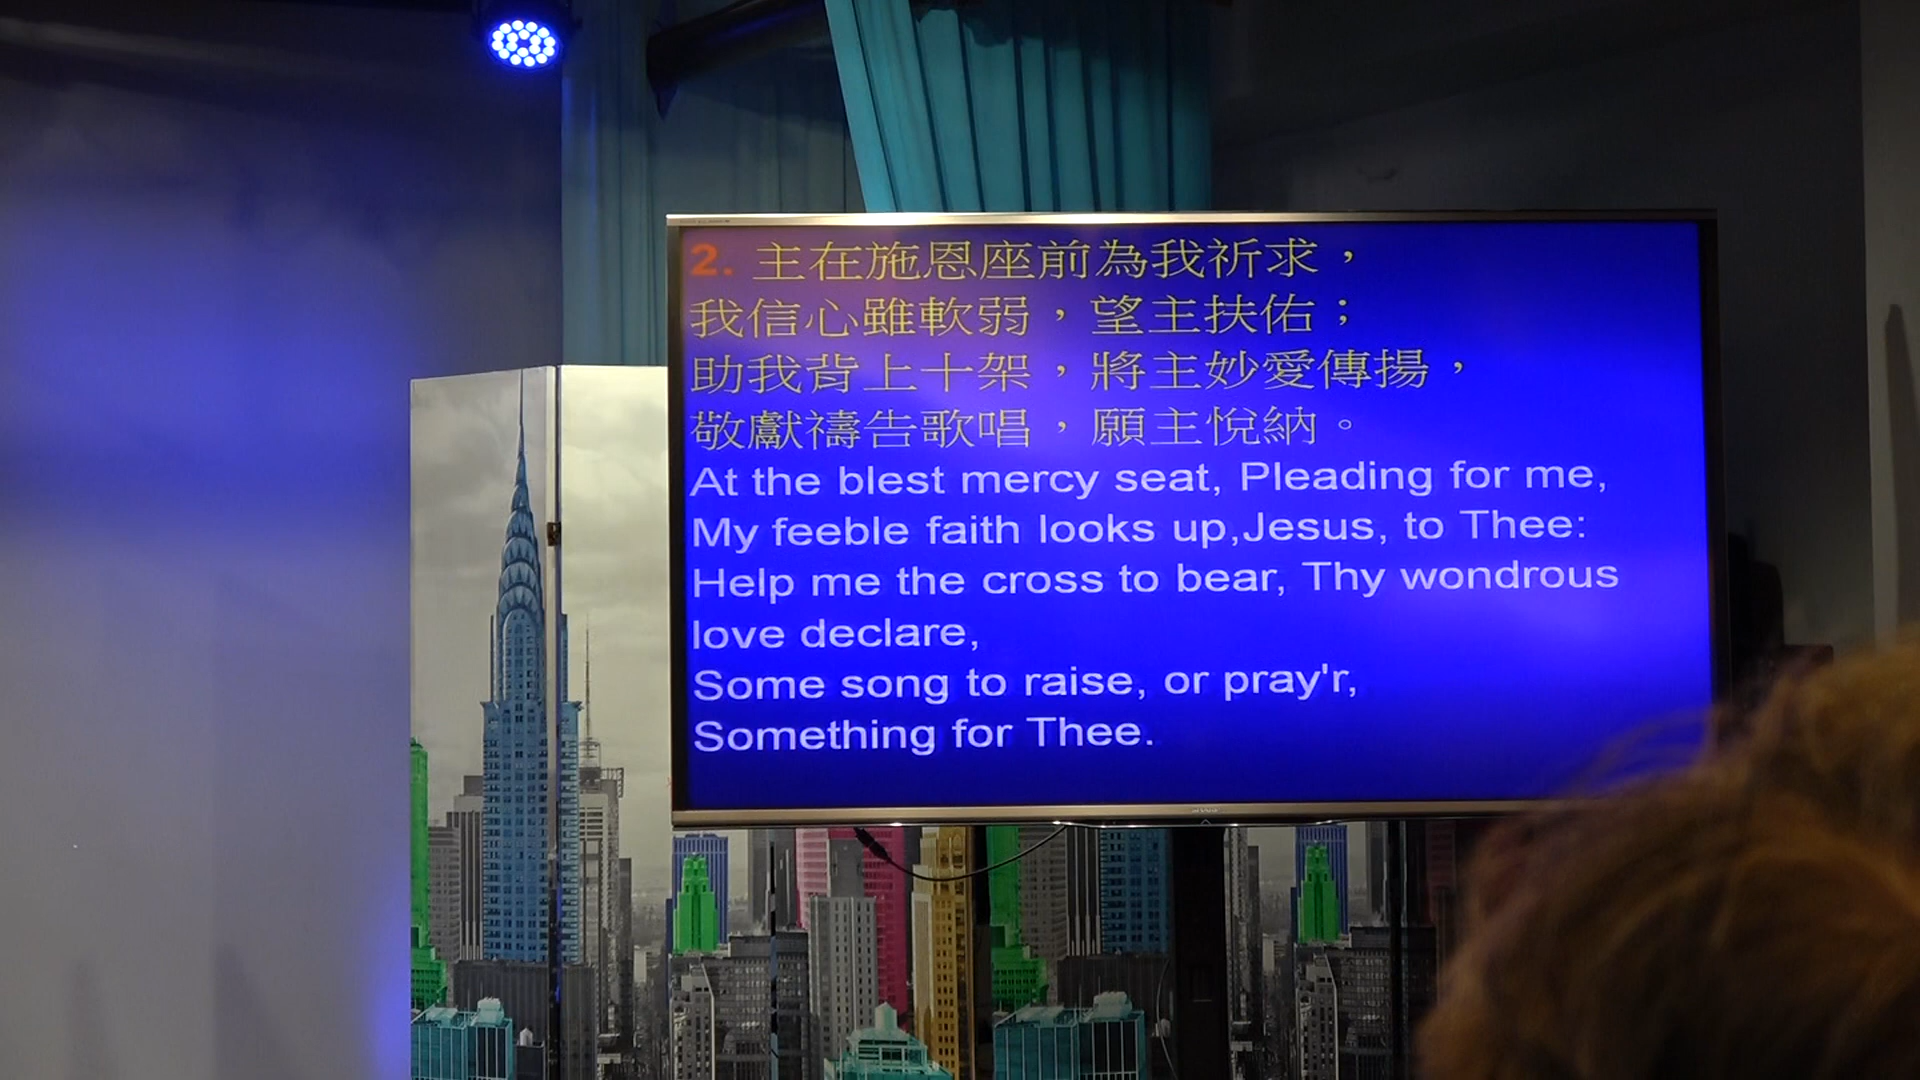 2. 主在施恩座前為我祈求，
我信心雖軟弱，望主扶佑；
助我背上十架，將主妙愛傳揚，
敬獻禱告歌唱，願主悅納。
At the blest mercy seat, Pleading for me,
My feeble faith looks up,Jesus, to Thee:
Help me the cross to bear, Thy wondrous
love declare,
Some song to raise, or pray'r,
Something for Thee.